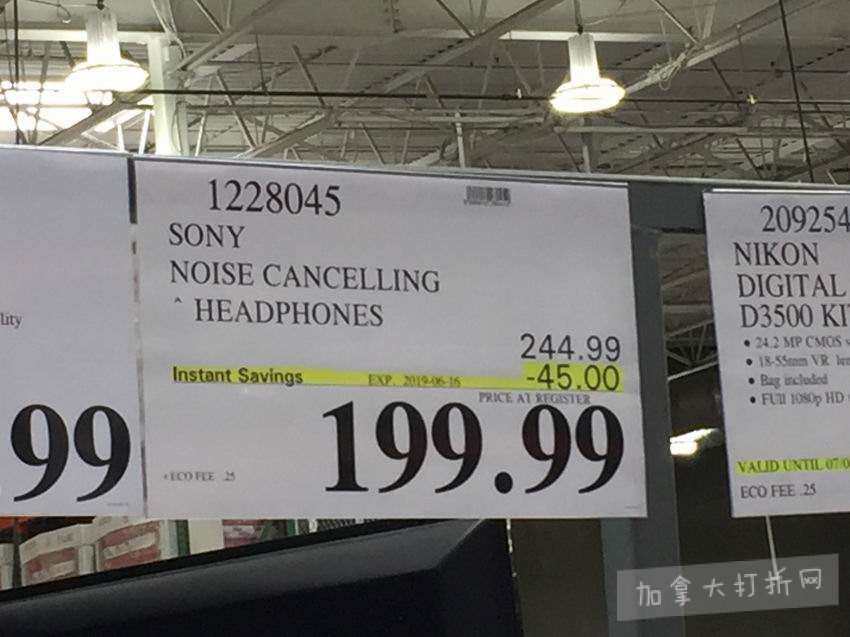 lity
.99
1228045
SONY
NOISE CANCELLING
^ HEADPHONES
244.99
Instant Savings EXP. 2019-06-16 -45.00
PRICE AT REGISTER
199.99
+ECO FEE .25
209254
NIKON
DIGITAL
D3500 KI
• 24.2 MP CMOS
• 18-55mm VR
• Bag included
• FUll 1080p HD
VALID UNTIL 07/0
ECO FEE .25
加拿大打折网